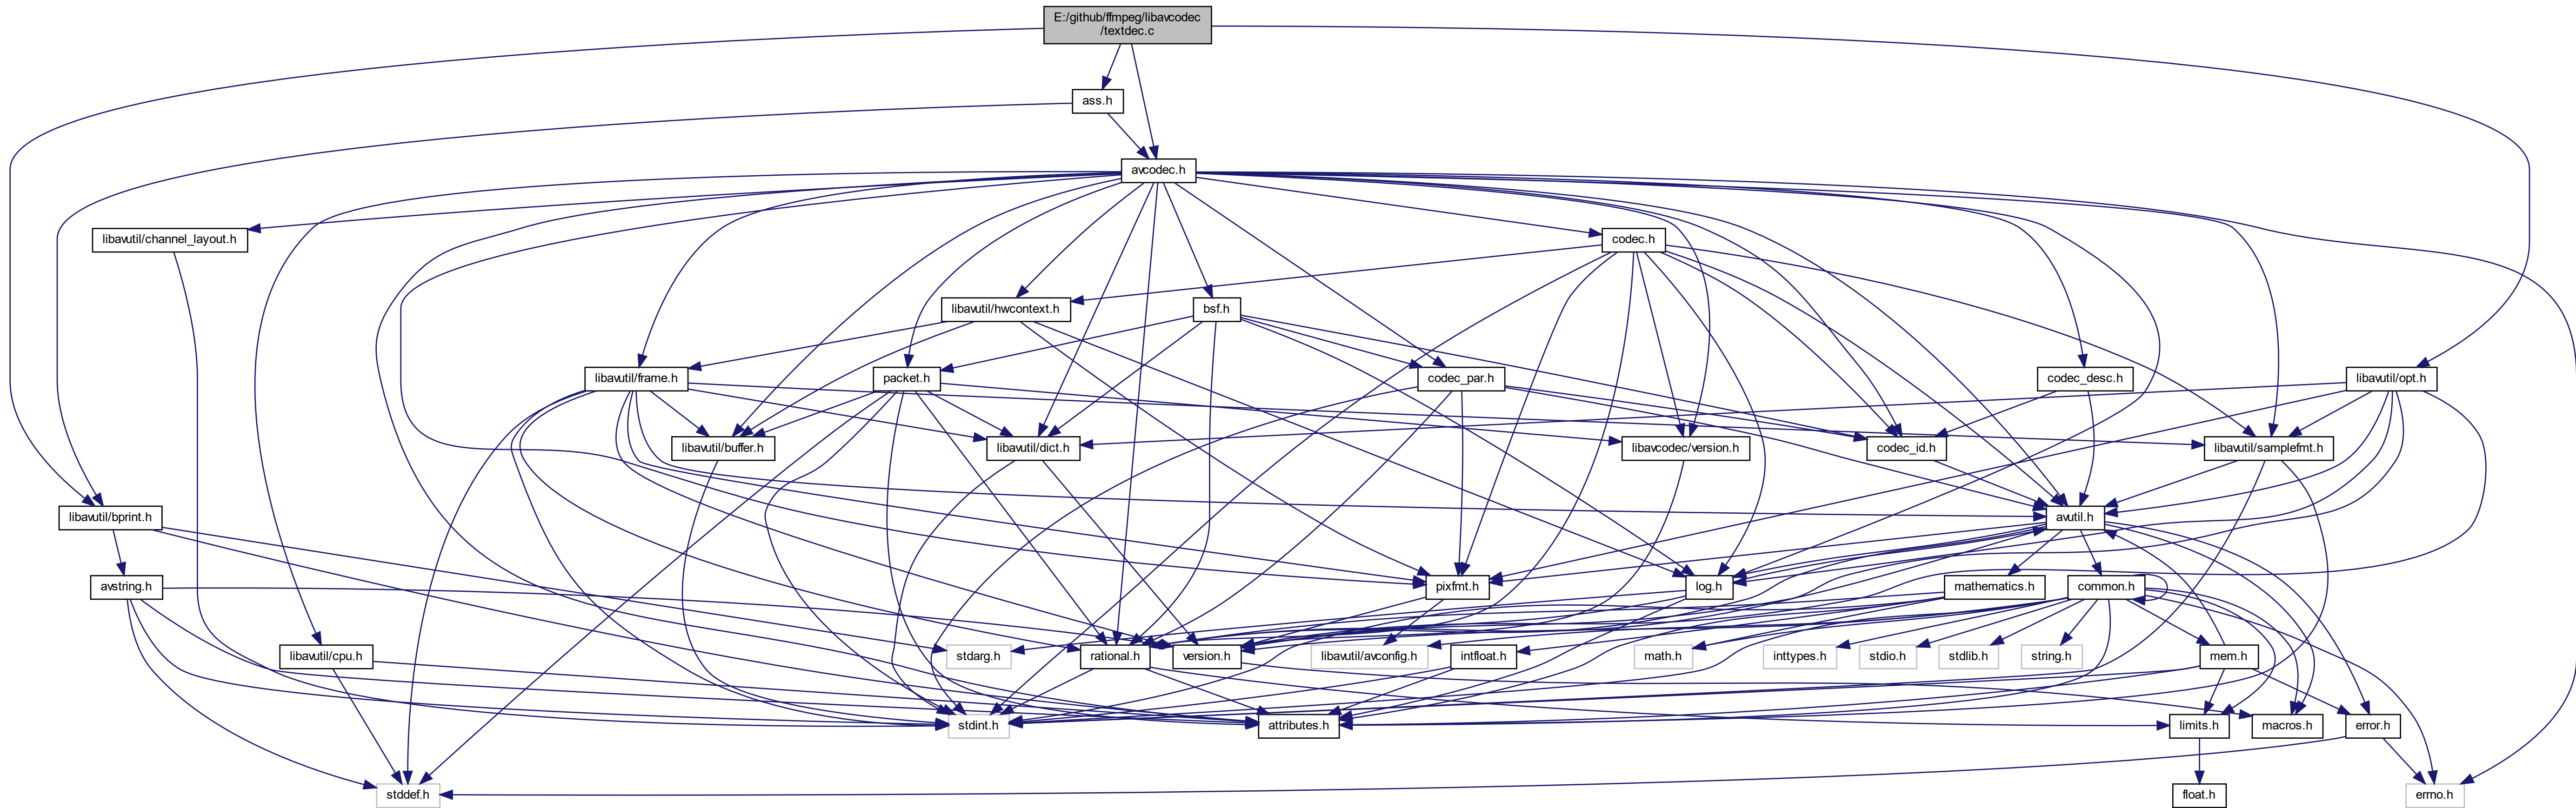 E:/github/ffmpeg/libavcodec
/textdec.c
ass.h
avcodec.h
libavutil/channel_layout.h
codec.h
libavutil/hwcontext.h
bsf.h
libavutil/frame.h
packet.h
codec_par.h
codec_desc.h
libavutil/opt.h
libavutil/buffer.h
libavutil/dict.h
libavcodec/version.h
codec_id.h
libavutil/samplefmt.h
libavutil/bprint.h
avutil.h
avstring.h
pixfmt.h
log.h
mathematics.h
common.h
libavutil/cpu.h
stdarg.h
rational.h
version.h
libavutil/avconfig.h
intfloat.h
math.h
inttypes.h
stdio.h
stdlib.h
string.h
mem.h
stdint.h
attributes.h
limits.h
macros.h
error.h
stddef.h
float.h
errno.h